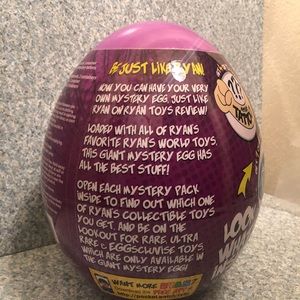 BE JUST LIKE RYAN!
NOW YOU CAN HAVE YOUR VERY
OWN MYSTERY EGG, JUST LIKE
RYAN ON RYAN TOYS REVIEW!
LOADED WITH ALL OF RYAN'S
FAVORITE RYAN'S WORLD TOYS,
THIS GIANT MYSTERY EGG HAS
ALL THE BEST STUFF!
OPEN EACH MYSTERY PACK
INSIDE TO FIND OUT WHICH ONE
OF RYAN'S COLLECTIBLE TOYS
YOU GET, AND BE ON THE
LOOKOUT FOR RARE, ULTRA
RARE & EGGSCLUSIVE TOYS,
WHICH ARE ONLY AVAILABLE IN
THE GIANT MYSTERY EGG!
WANT MORE